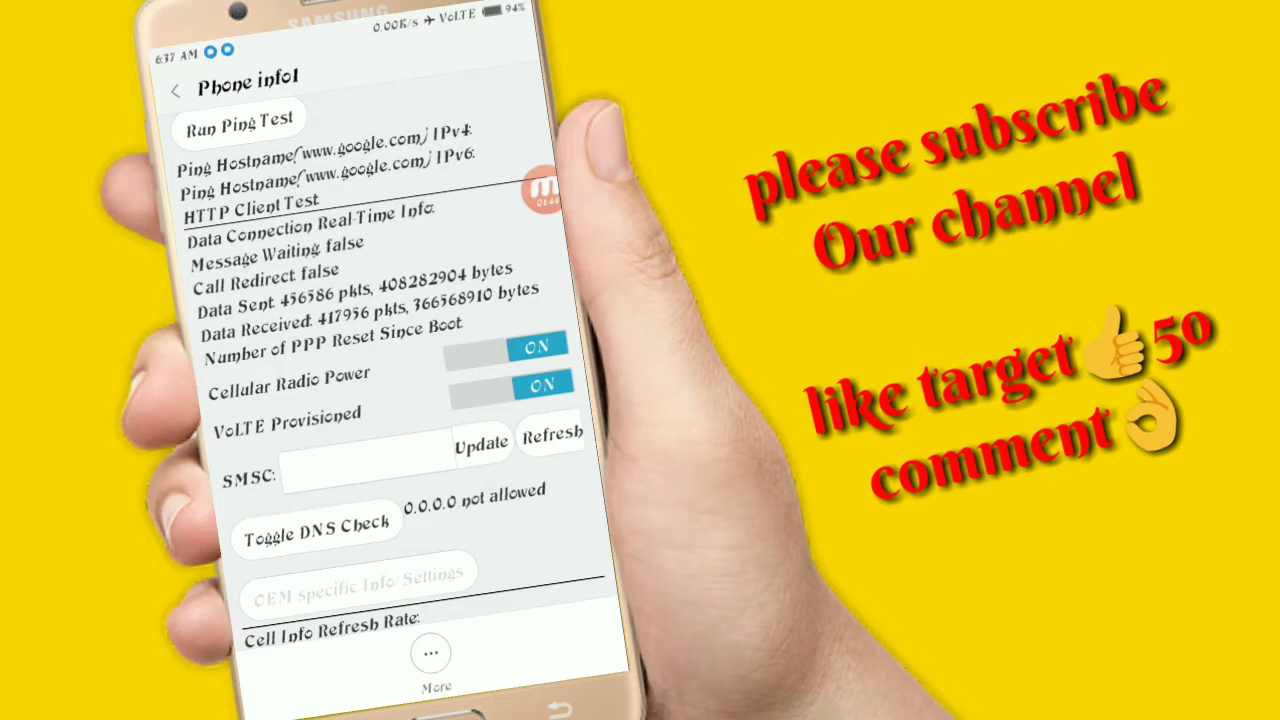 SAMSUNG
6:37 AM 0.00K/s VoLTE 94%
Phone info1
Run Ping Test
Ping Hostname(www.google.com) IPv4:
Ping Hostname(www.google.com) IPv6:
HTTP Client Test
M
01:44
Data Connection Real-Time Info:
Message Waiting false
Call Redirect false
Data Sent: 456586 pkts, 408282904 bytes
Data Received: 417956 pkts, 366568910 bytes
Number of PPP Reset Since Boot
Cellular Radio Power ON
VoLTE Provisioned ON
SMSC: Update Refresh
Toggle DNS Check 0.0.0.0 not allowed
OEM specific Info/Settings
Cell Info Refresh Rate:
...
More
please subscribe
Our channel
like target 👍 50
comment 👌